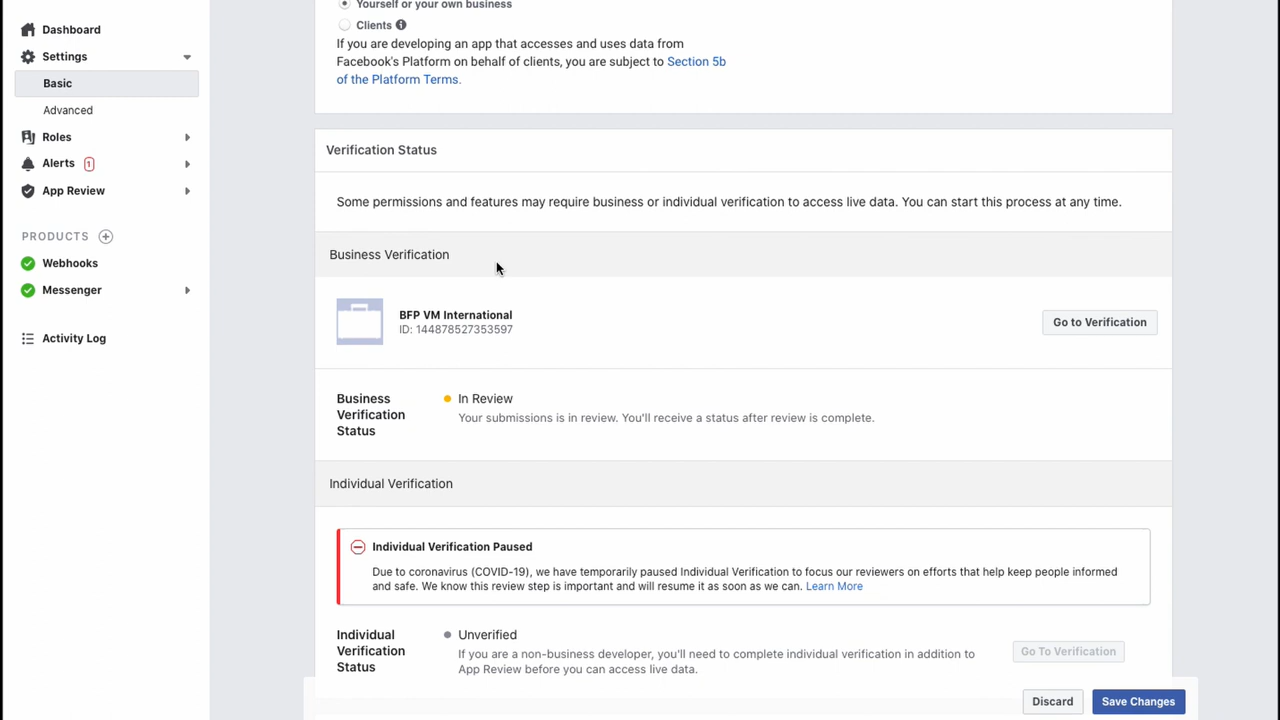 Dashboard
Settings
Basic
Advanced
Roles
Alerts 1
App Review
PRODUCTS
Webhooks
Messenger
Activity Log
Yourself or your own business
Clients
If you are developing an app that accesses and uses data from
Facebook's Platform on behalf of clients, you are subject to Section 5b
of the Platform Terms.
Verification Status
Some permissions and features may require business or individual verification to access live data. You can start this process at any time.
Business Verification
BFP VM International
ID: 144878527353597
Go to Verification
Business
Verification
Status
In Review
Your submissions is in review. You'll receive a status after review is complete.
Individual Verification
Individual Verification Paused
Due to coronavirus (COVID-19), we have temporarily paused Individual Verification to focus our reviewers on efforts that help keep people informed
and safe. We know this review step is important and will resume it as soon as we can. Learn More
Individual
Verification
Status
Unverified
If you are a non-business developer, you'll need to complete individual verification in addition to
App Review before you can access live data.
Go To Verification
Discard
Save Changes